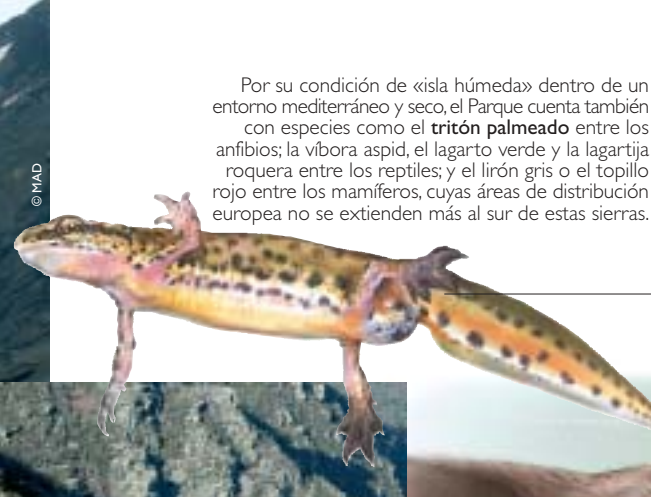 Por su condición de «isla húmeda» dentro de un
entorno mediterráneo y seco, el Parque cuenta también
con especies como el tritón palmeado entre los
anfibios; la víbora aspid, el lagarto verde y la lagartija
roquera entre los reptiles; y el lirón gris o el topillo
rojo entre los mamíferos, cuyas áreas de distribución
europea no se extienden más al sur de estas sierras.
© MAD